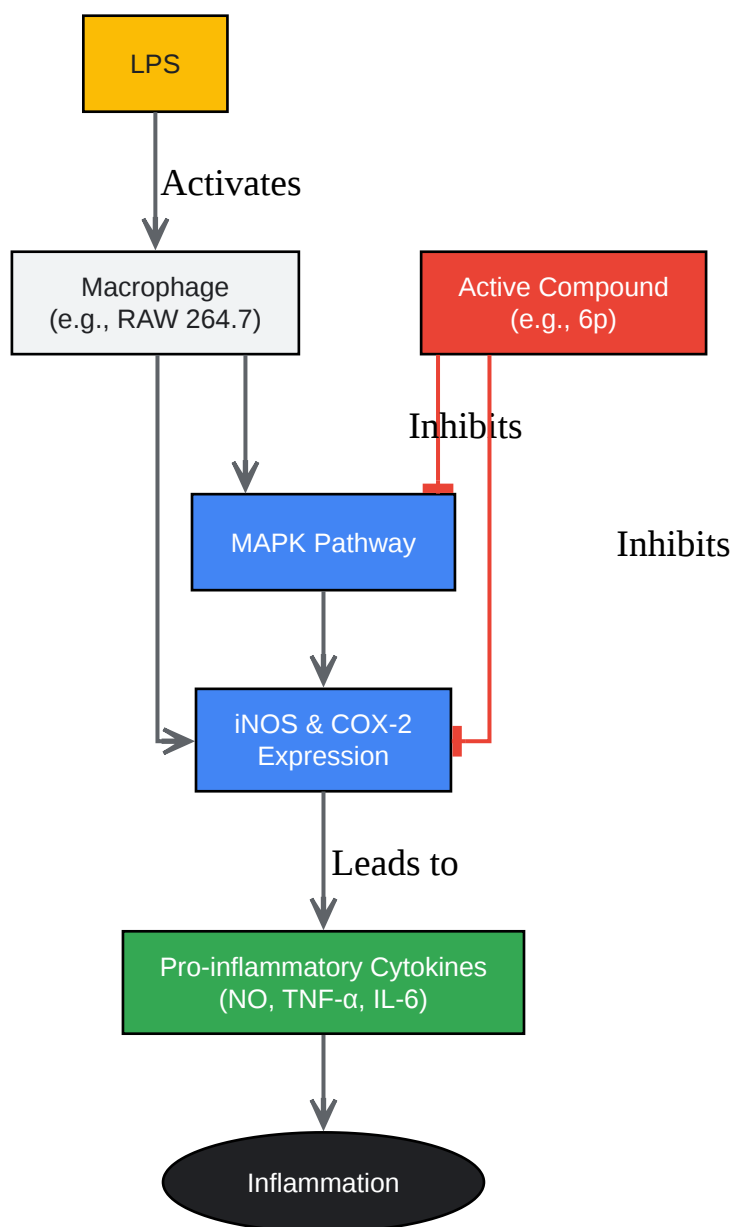 LPS
Activates
Macrophage
(e.g., RAW 264.7)
Active Compound
(e.g., 6p)
Inhibits
MAPK Pathway
Inhibits
iNOS & COX-2
Expression
Leads to
Pro-inflammatory Cytokines
(NO, TNF-α, IL-6)
Inflammation